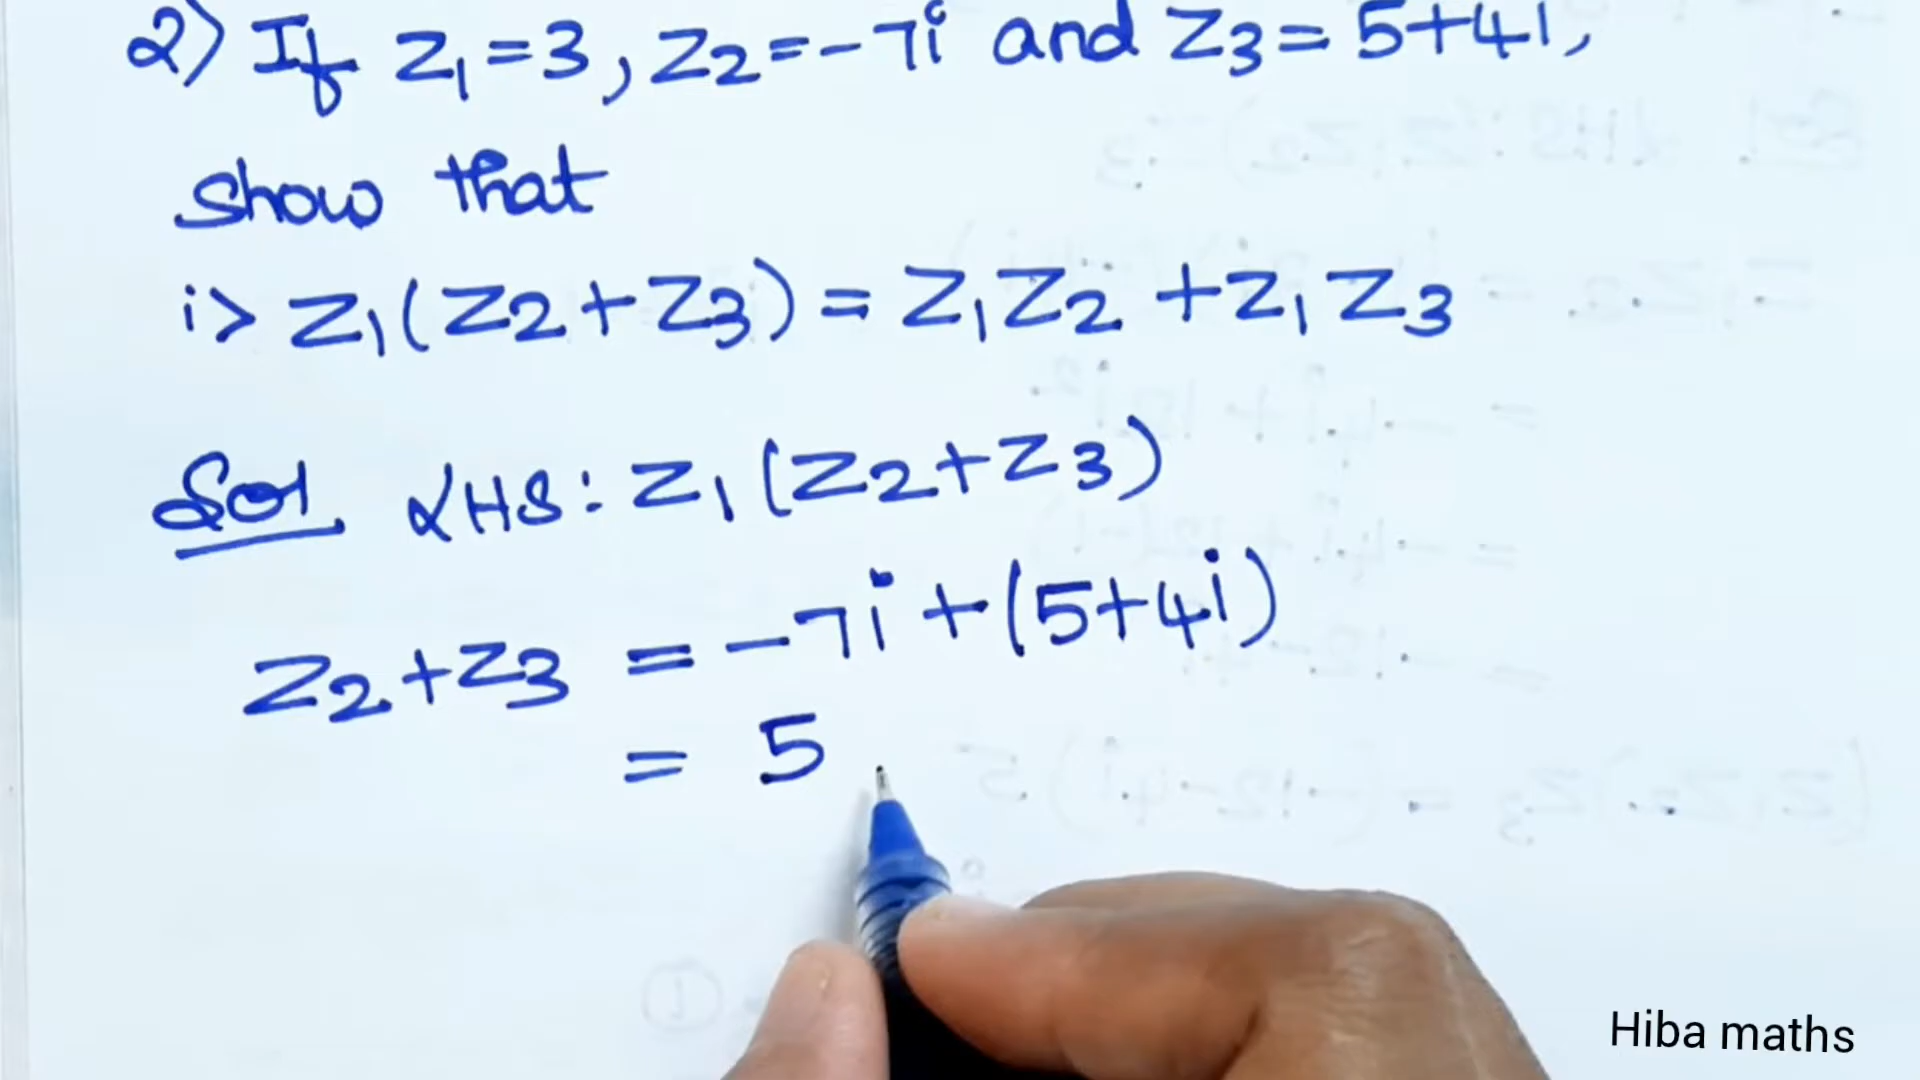 2) If z₁=3, z₂=-7i and z₃=5+4i,
show that
i> z₁(z₂+z₃)=z₁z₂+z₁z₃
Sol LHS: z₁(z₂+z₃)
z₂+z₃ = -7i+(5+4i)
= 5
Hiba maths